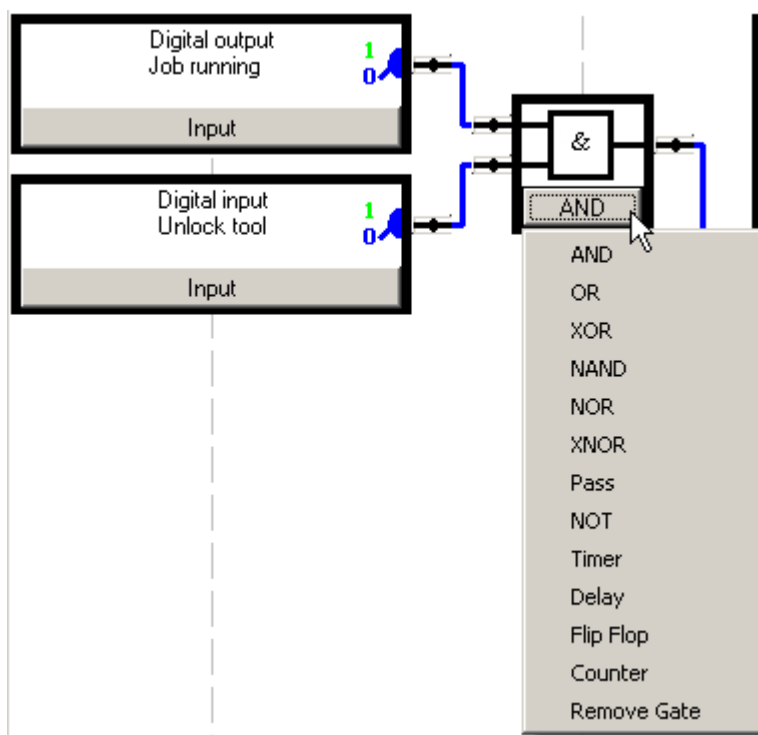 Digital output
Job running
1
0
Input
&
AND
Digital input
Unlock tool
1
0
Input
AND
OR
XOR
NAND
NOR
XNOR
Pass
NOT
Timer
Delay
Flip Flop
Counter
Remove Gate